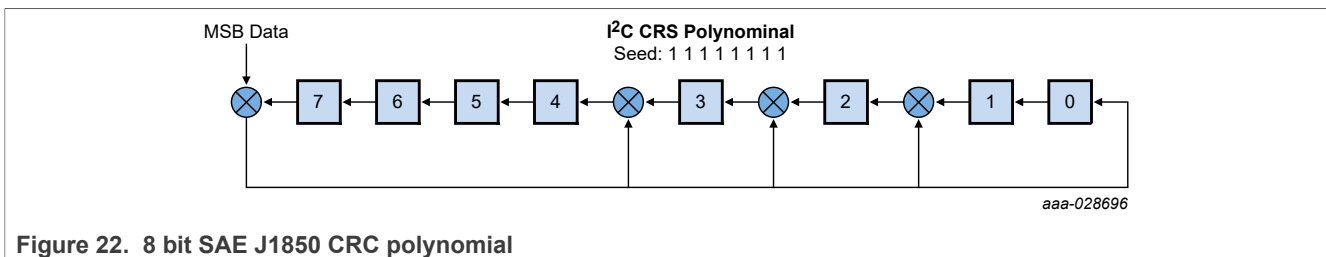 MSB Data
I2C CRS Polynominal
Seed: 1 1 1 1 1 1 1 1
7 6 5 4 3 2 1 0
aaa-028696
Figure 22. 8 bit SAE J1850 CRC polynomial